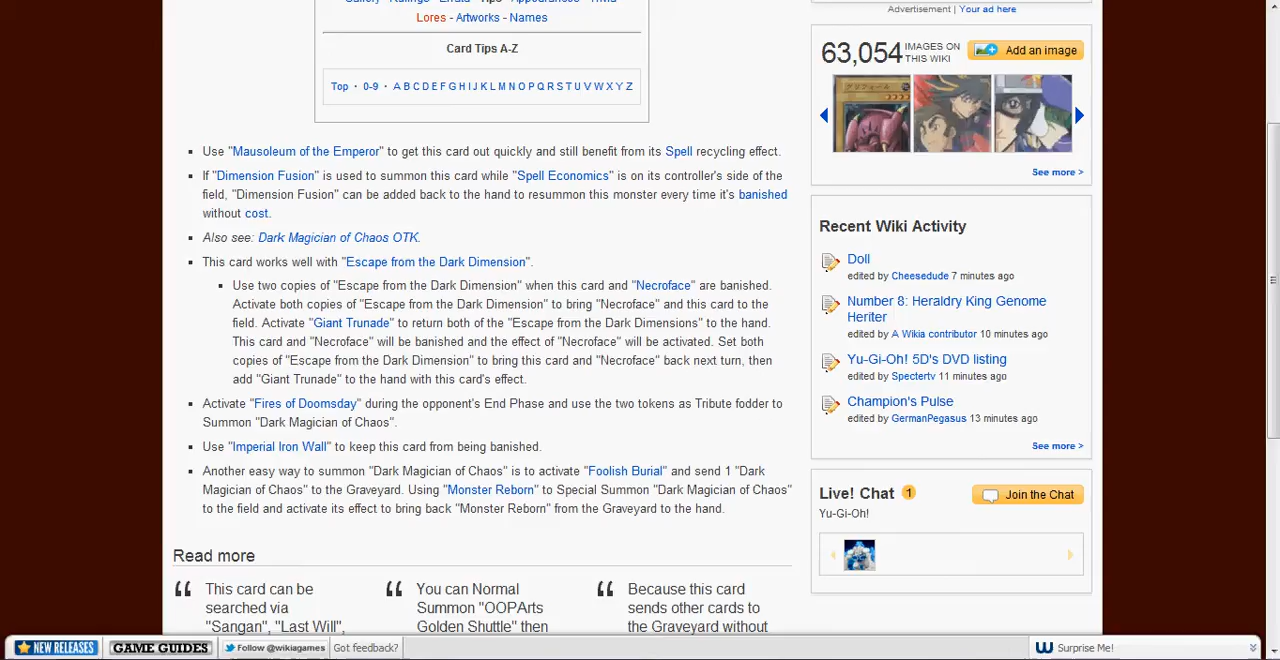 Lores - Artworks - Names
Card Tips A-Z
Top · 0-9 · A B C D E F G H I J K L M N O P Q R S T U V W X Y Z
Use "Mausoleum of the Emperor" to get this card out quickly and still benefit from its Spell recycling effect.
If "Dimension Fusion" is used to summon this card while "Spell Economics" is on its controller's side of the
field, "Dimension Fusion" can be added back to the hand to resummon this monster every time it's banished
without cost.
Also see: Dark Magician of Chaos OTK.
This card works well with "Escape from the Dark Dimension".
Use two copies of "Escape from the Dark Dimension" when this card and "Necroface" are banished.
Activate both copies of "Escape from the Dark Dimension" to bring "Necroface" and this card to the
field. Activate "Giant Trunade" to return both of the "Escape from the Dark Dimensions" to the hand.
This card and "Necroface" will be banished and the effect of "Necroface" will be activated. Set both
copies of "Escape from the Dark Dimension" to bring this card and "Necroface" back next turn, then
add "Giant Trunade" to the hand with this card's effect.
Activate "Fires of Doomsday" during the opponent's End Phase and use the two tokens as Tribute fodder to
Summon "Dark Magician of Chaos".
Use "Imperial Iron Wall" to keep this card from being banished.
Another easy way to summon "Dark Magician of Chaos" is to activate "Foolish Burial" and send 1 "Dark
Magician of Chaos" to the Graveyard. Using "Monster Reborn" to Special Summon "Dark Magician of Chaos"
to the field and activate its effect to bring back "Monster Reborn" from the Graveyard to the hand.
Read more
This card can be
searched via
"Sangan", "Last Will",
You can Normal
Summon "OOPArts
Golden Shuttle" then
Because this card
sends other cards to
the Graveyard without
Advertisement | Your ad here
63,054 IMAGES ON
THIS WIKI
Add an image
See more >
Recent Wiki Activity
Doll
edited by Cheesedude 7 minutes ago
Number 8: Heraldry King Genome
Heriter
edited by A Wikia contributor 10 minutes ago
Yu-Gi-Oh! 5D's DVD listing
edited by Spectertv 11 minutes ago
Champion's Pulse
edited by GermanPegasus 13 minutes ago
See more >
Live! Chat 1
Join the Chat
Yu-Gi-Oh!
NEW RELEASES
GAME GUIDES
Follow @wikiagames
Got feedback?
W Surprise Me!